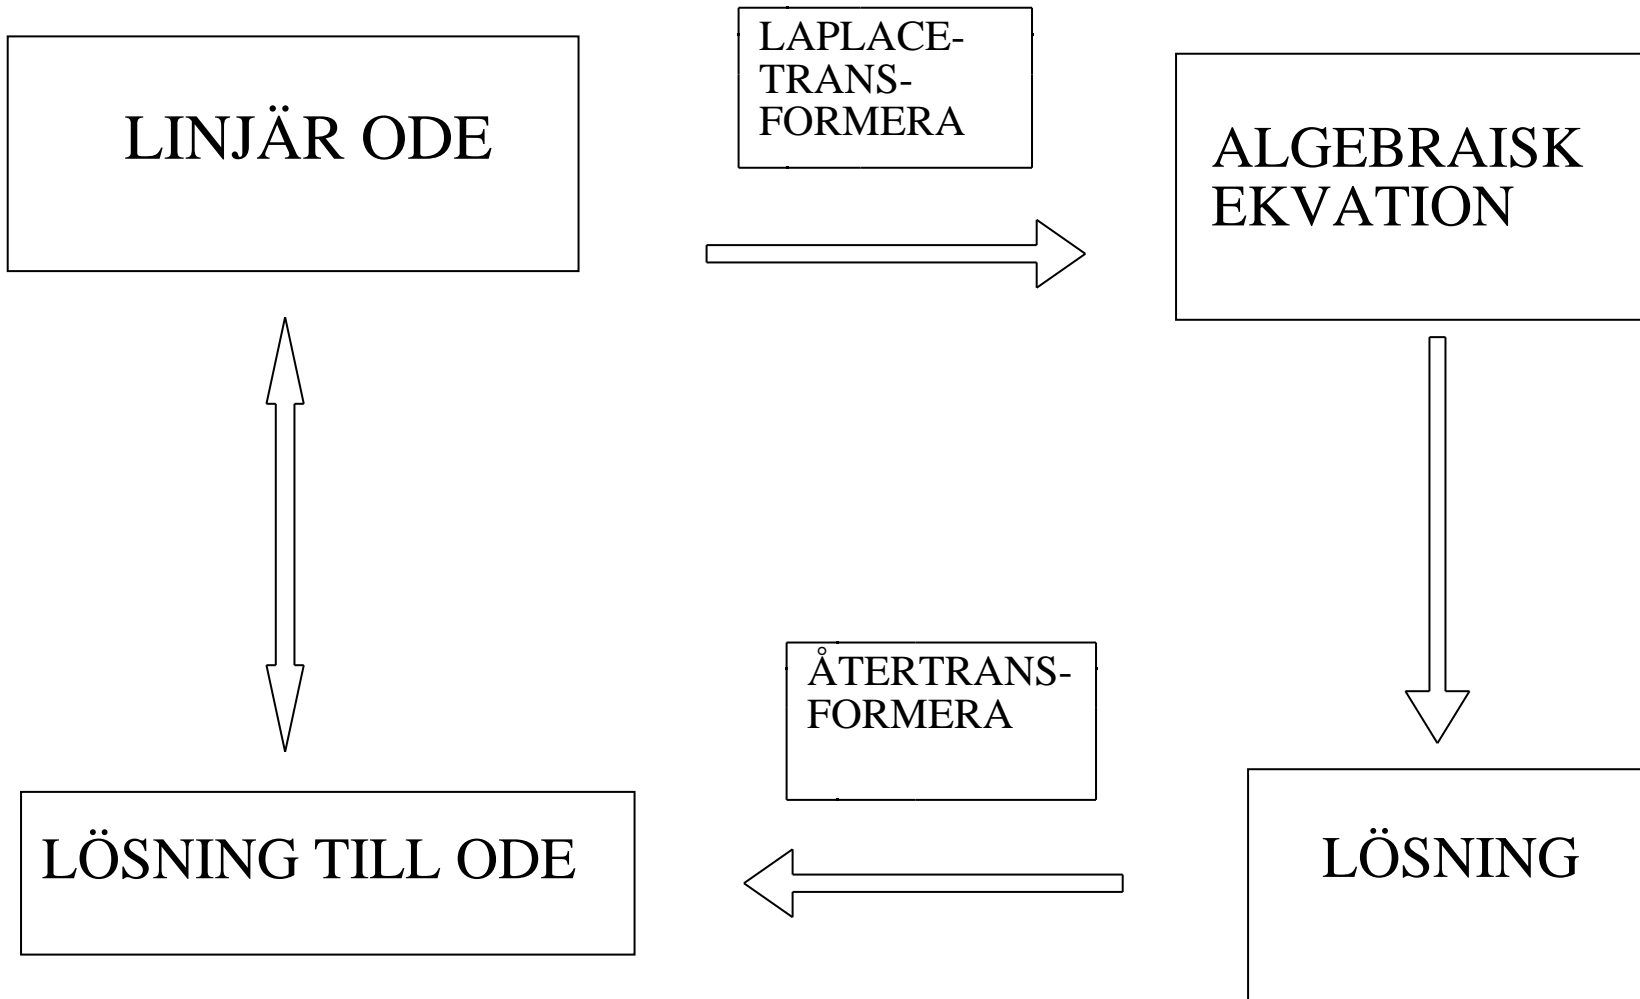 LINJÄR ODE
LAPLACE-
TRANS-
FORMERA
ALGEBRAISK
EKVATION
ÅTERTRANS-
FORMERA
LÖSNING TILL ODE
LÖSNING